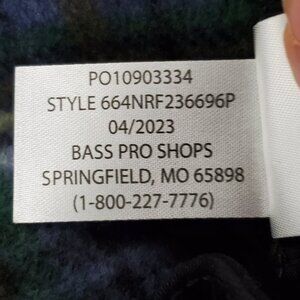 PO10903334
STYLE 664NRF236696P
04/2023
BASS PRO SHOPS
SPRINGFIELD, MO 65898
(1-800-227-7776)